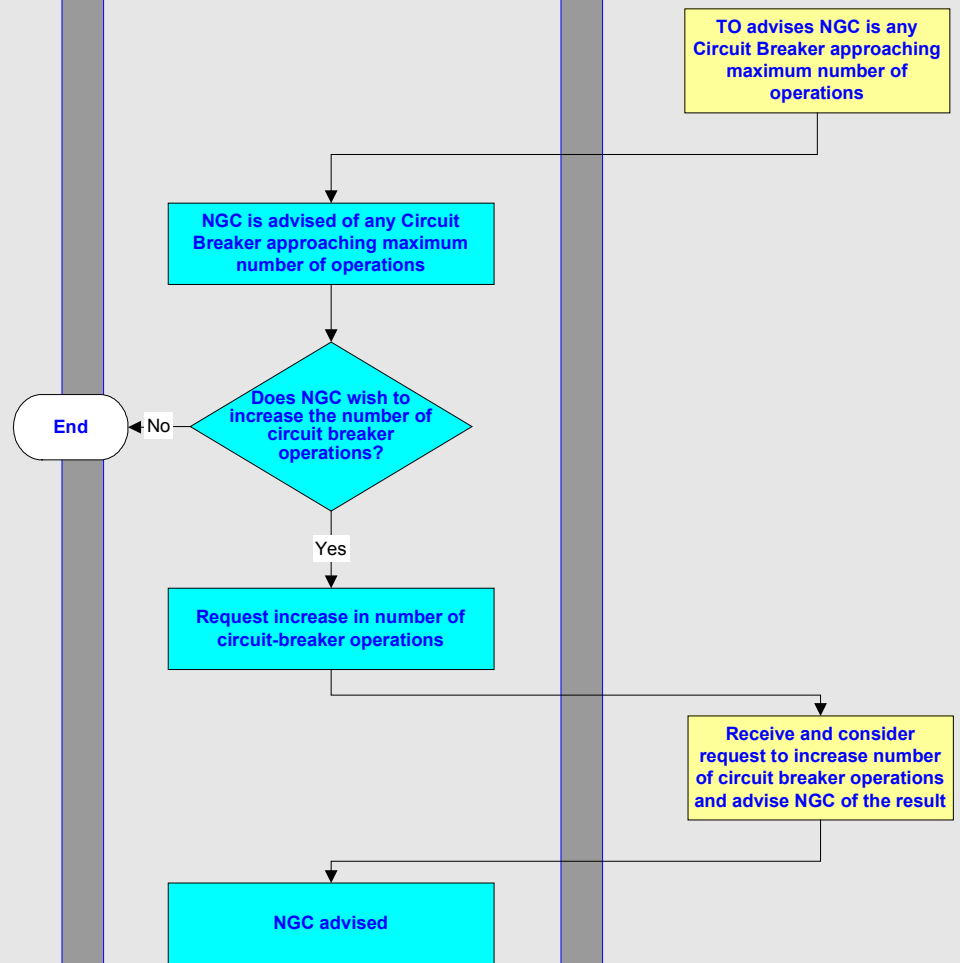 TO advises NGC is any
Circuit Breaker approaching
maximum number of
operations
NGC is advised of any Circuit
Breaker approaching maximum
number of operations
Does NGC wish to
increase the number of
circuit breaker
operations?
No
End
Yes
Request increase in number of
circuit-breaker operations
Receive and consider
request to increase number
of circuit breaker operations
and advise NGC of the result
NGC advised